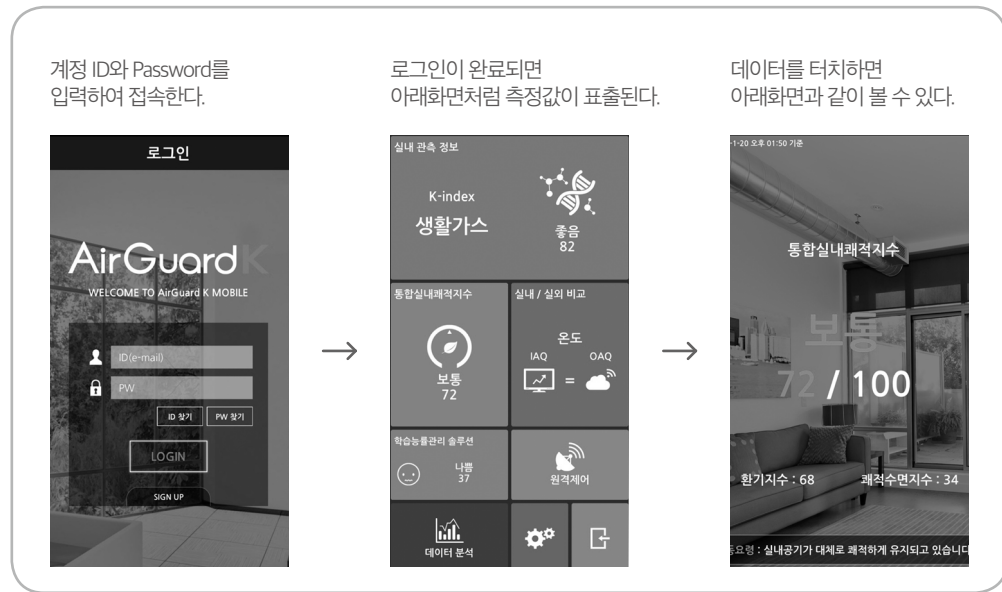 계정 ID와 Password를
입력하여 접속한다.
로그인
AirGuard K
WELCOME TO AirGuard K MOBILE
ID(e-mail)
PW
ID 찾기 PW 찾기
LOGIN
SIGN UP
로그인이 완료되면
아래화면처럼 측정값이 표출된다.
실내 관측 정보
K-index
생활가스
좋음
82
통합실내쾌적지수
보통
72
실내 / 실외 비교
온도
IAQ OAQ
=
학습능률관리 솔루션
나쁨
37
원격제어
데이터 분석
데이터를 터치하면
아래화면과 같이 볼 수 있다.
-1-20 오후 01:50 기준
통합실내쾌적지수
보통
72 / 100
환기지수 : 68 쾌적수면지수 : 34
동요령 : 실내공기가 대체로 쾌적하게 유지되고 있습니다